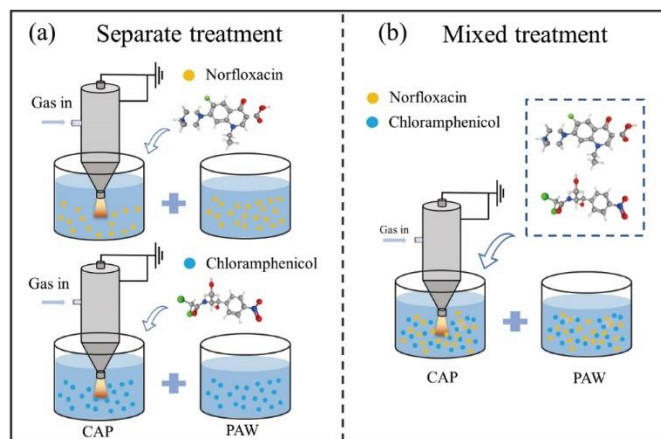 (a) Separate treatment
Norfloxacin
Gas in
Chloramphenicol
Gas in
CAP
PAW
(b) Mixed treatment
Norfloxacin
Chloramphenicol
Gas in
CAP
PAW